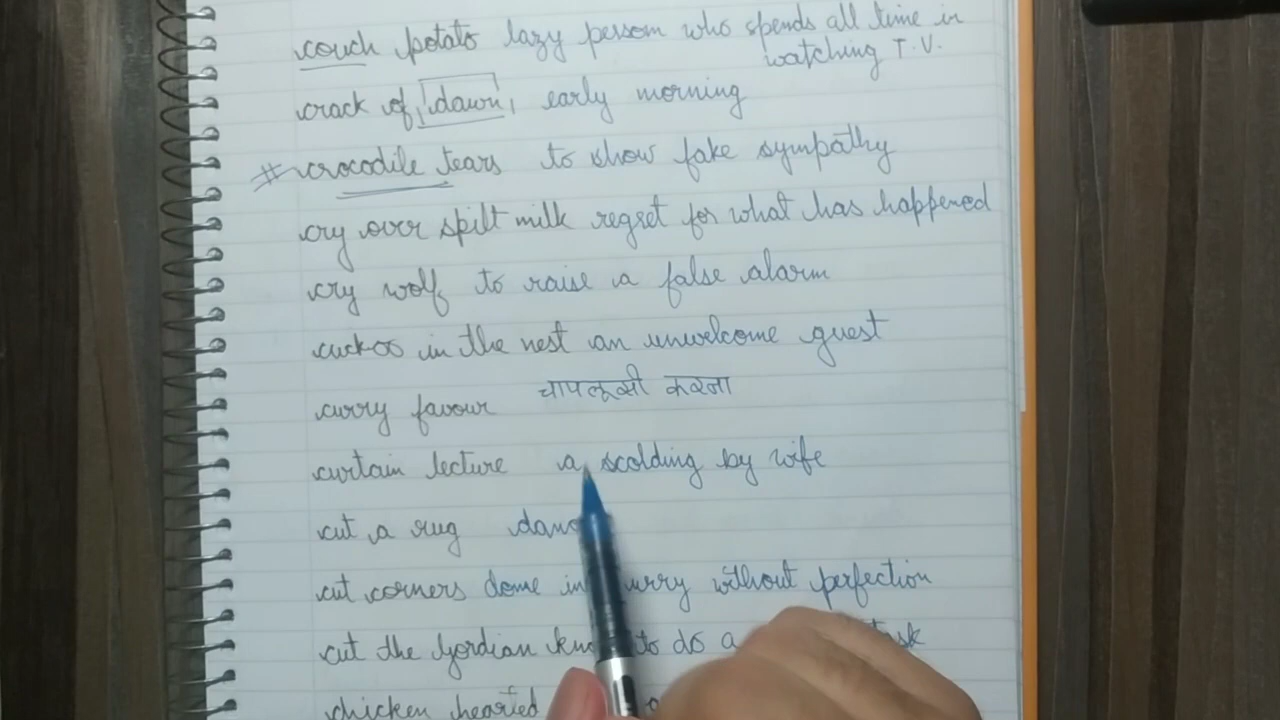 couch potato lazy person who spends all time in
watching T.V.
crack of dawn early morning
# crocodile tears to show fake sympathy
cry over spilt milk regret for what has happened
cry wolf to raise a false alarm
cuckoo in the nest an unwelcome guest
चापलूसी करना
curry favour
curtain lecture a scolding by wife
cut a rug
cut corners done in without perfection
cut the Gordian to do a
chicken hearted